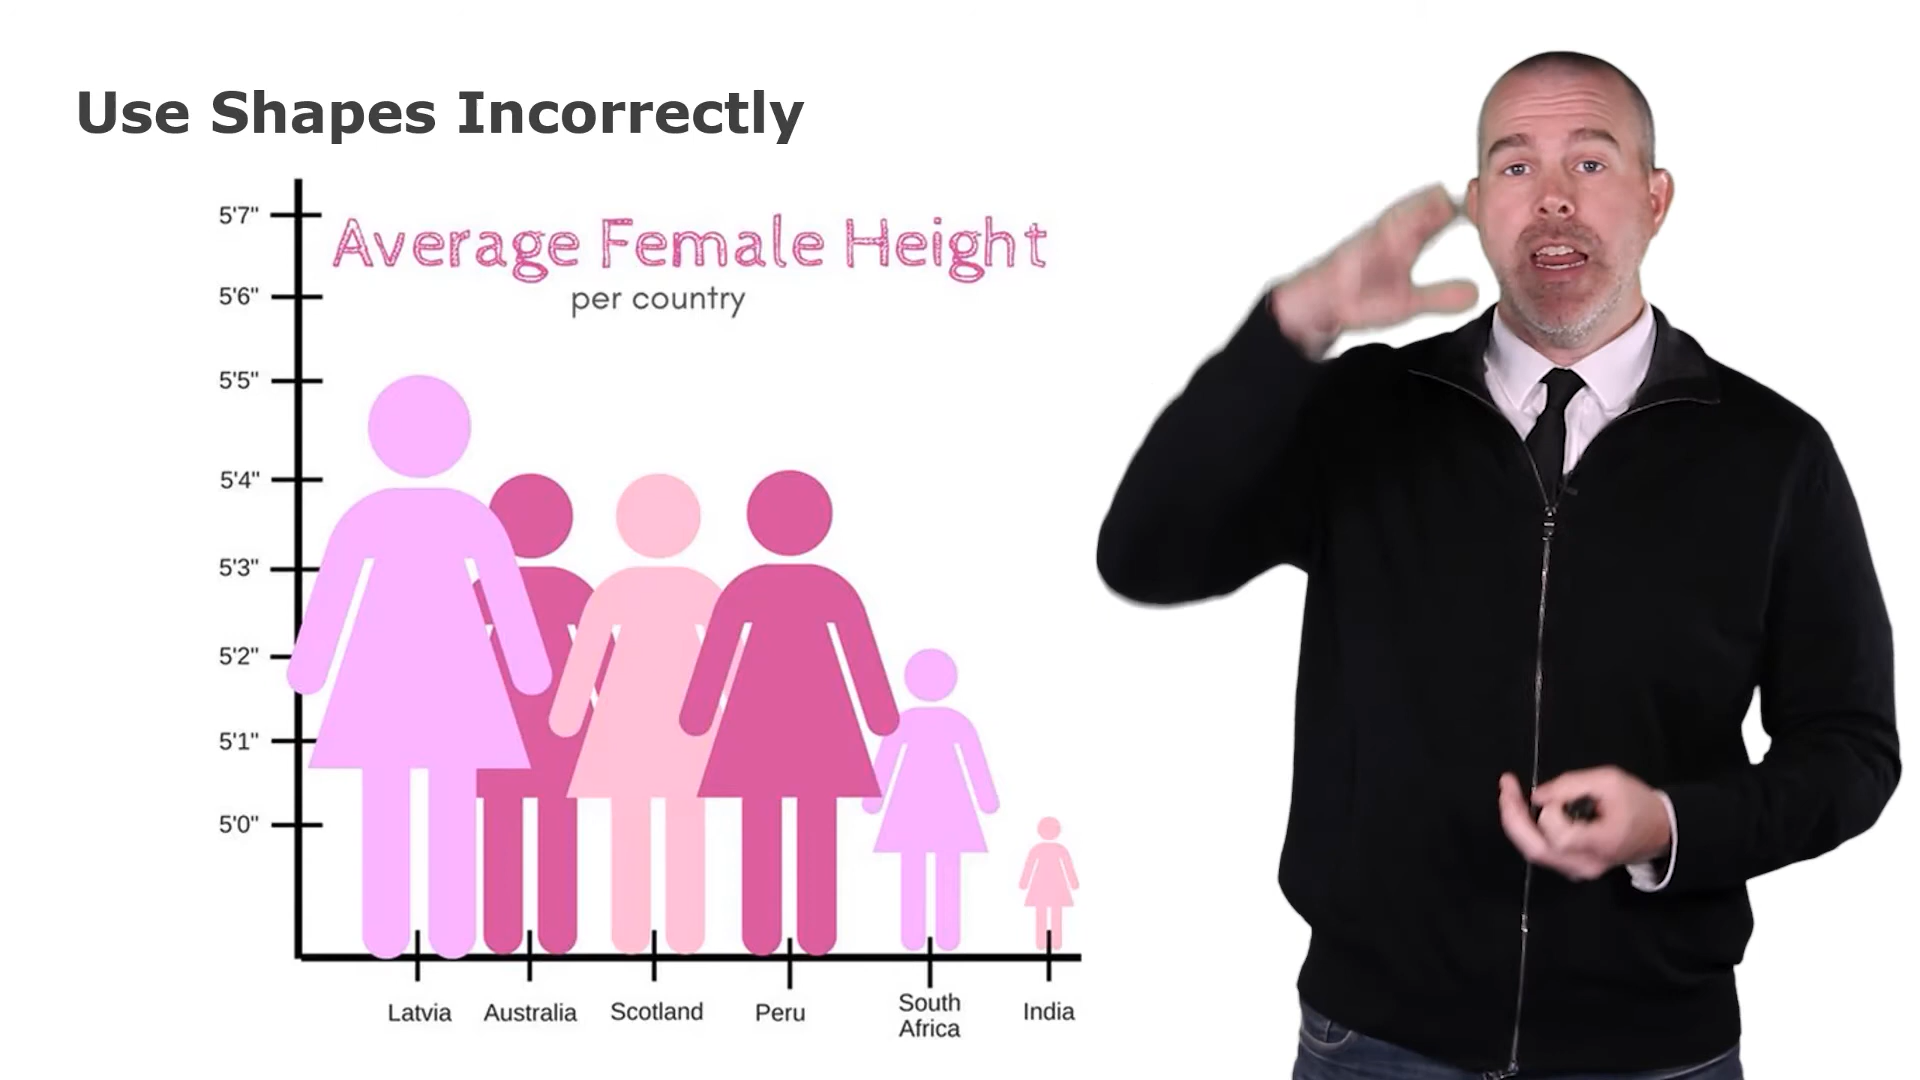 Use Shapes Incorrectly
Average Female Height
per country
5'7"
5'6"
5'5"
5'4"
5'3"
5'2"
5'1"
5'0"
Latvia
Australia
Scotland
Peru
South
Africa
India